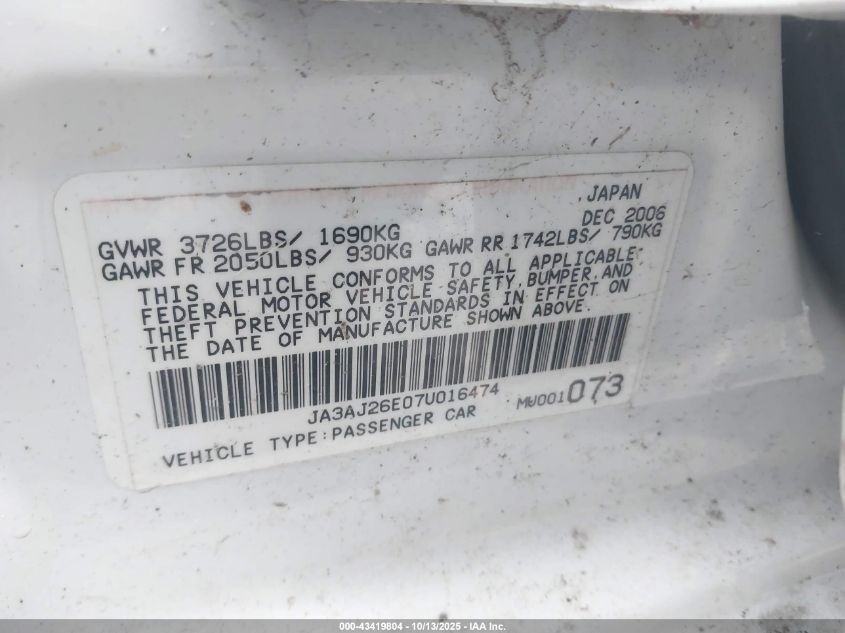 JAPAN
DEC 2006
GVWR 3726LBS/ 1690KG
GAWR FR 2050LBS/ 930KG GAWR RR 1742LBS/ 790KG
THIS VEHICLE CONFORMS TO ALL APPLICABLE
FEDERAL MOTOR VEHICLE SAFETY, BUMPER, AND
THEFT PREVENTION STANDARDS IN EFFECT ON
THE DATE OF MANUFACTURE SHOWN ABOVE.
JA3AJ26E07U016474
MW001073
VEHICLE TYPE:PASSENGER CAR
000-43419804 - 10/13/2025 - IAA Inc.